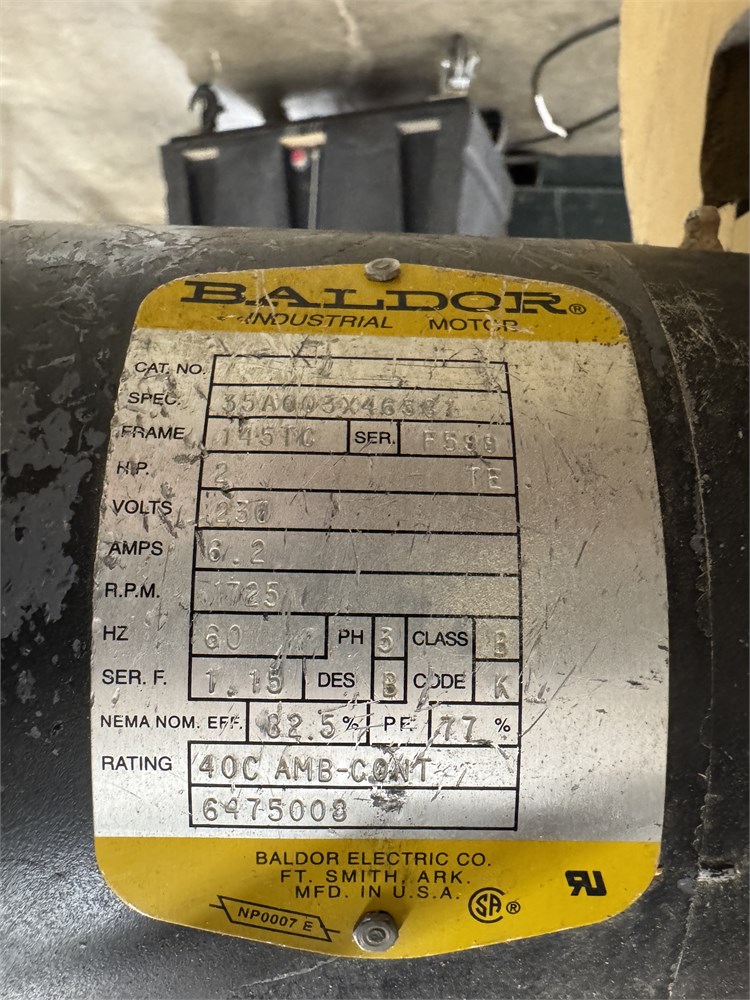 BALDOR®
INDUSTRIAL MOTOR
CAT. NO.
SPEC.
FRAME 145TC SER. F599
H.P. 2 TE
VOLTS 230
AMPS 6.2
R.P.M. 1725
HZ 60 PH 3 CLASS B
SER. F. 1.15 DES B CODE K
NEMA NOM. EFF. 82.5 % P.F. 77 %
RATING 40C AMB-CONT
6475008
BALDOR ELECTRIC CO.
FT. SMITH, ARK.
MFD. IN U.S.A.
NP0007 E
SA ®